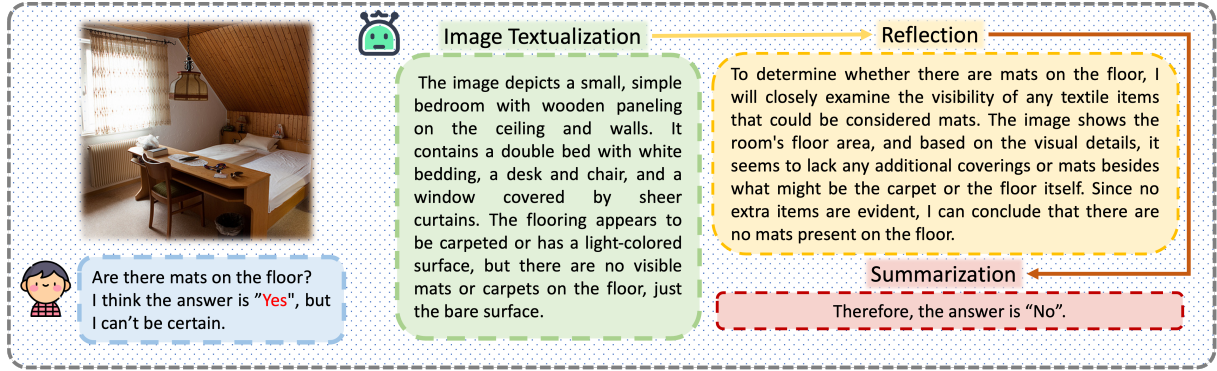 Are there mats on the floor?
I think the answer is ”Yes", but
I can’t be certain.
Image Textualization
The image depicts a small, simple
bedroom with wooden paneling
on the ceiling and walls. It
contains a double bed with white
bedding, a desk and chair, and a
window covered by sheer
curtains. The flooring appears to
be carpeted or has a light-colored
surface, but there are no visible
mats or carpets on the floor, just
the bare surface.
Reflection
To determine whether there are mats on the floor, I
will closely examine the visibility of any textile items
that could be considered mats. The image shows the
room's floor area, and based on the visual details, it
seems to lack any additional coverings or mats besides
what might be the carpet or the floor itself. Since no
extra items are evident, I can conclude that there are
no mats present on the floor.
Summarization
Therefore, the answer is “No”.